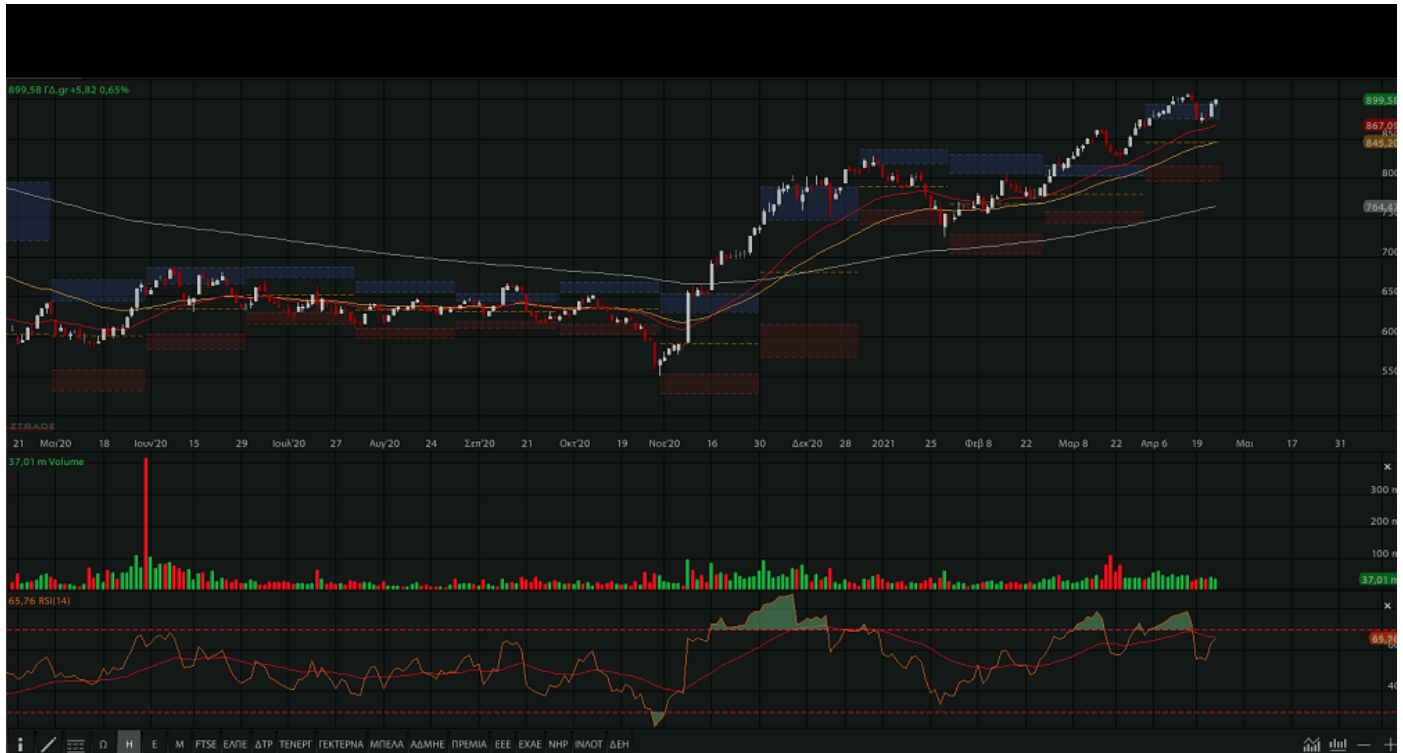 899,58 ΓΔ.gr +5,82 0,65%
899,58
867,09
845,20
800
764,47
700
650
600
550
ZTRADE
21 Μαϊ'20 18 Ιουν'20 15 29 Ιουλ'20 27 Αυγ'20 24 Σεπ'20 21 Οκτ'20 19 Νοε'20 16 30 Δεκ'20 28 2021 25 Φεβ 8 22 Μαρ 8 22 Απρ 6 19 Μαι 17 31
37,01 m Volume
300 m
200 m
100 m
37,01 m
65,76 RSI(14)
65,76
40
Ω Η Ε Μ FTSE ΕΛΠΕ ΔΤΡ ΤΕΝΕΡΓ ΓΕΚΤΕΡΝΑ ΜΠΕΛΑ ΑΔΜΗΕ ΠΡΕΜΙΑ ΕΕΕ ΕΧΑΕ ΝΗΡ ΙΝΛΟΤ ΔΕΗ